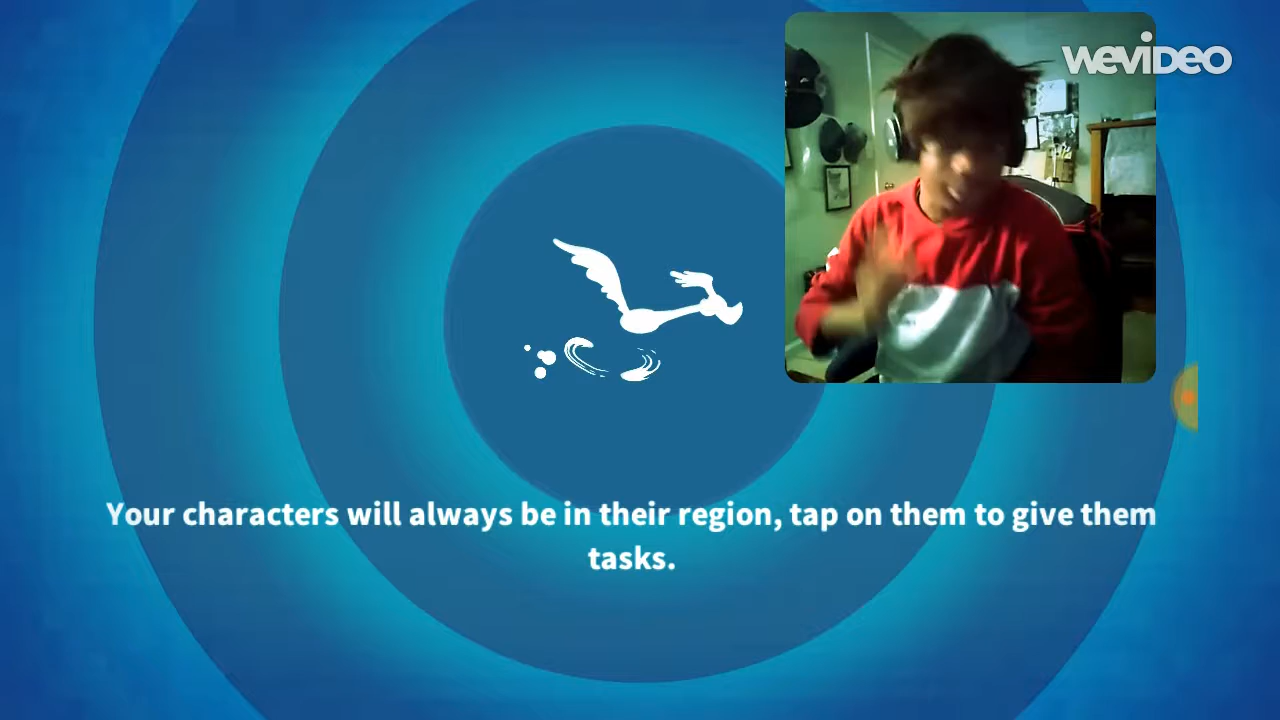 WEVIDEO
Your characters will always be in their region, tap on them to give them
tasks.